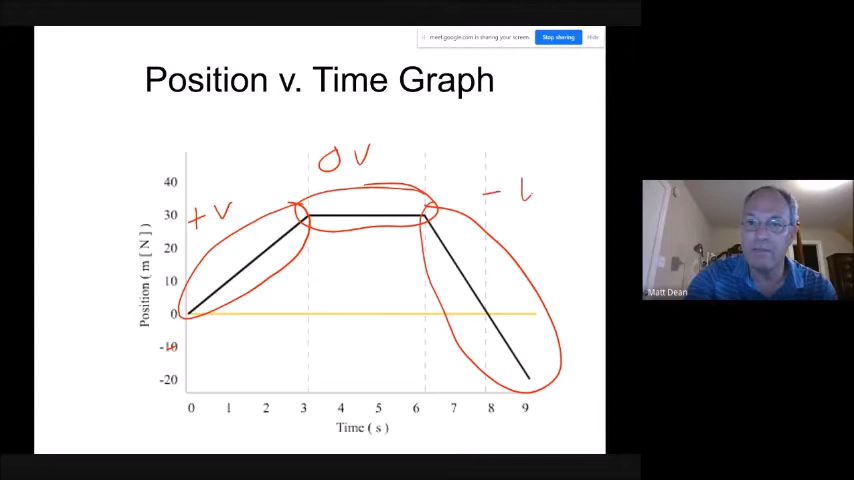 meet.google.com is sharing your screen.
Stop sharing
Hide
Position v. Time Graph
0 V
+ V
40
30
20
10
0
-10
-20
Position ( m [ N ] )
0 1 2 3 4 5 6 7 8 9
Time ( s )
Matt Dean